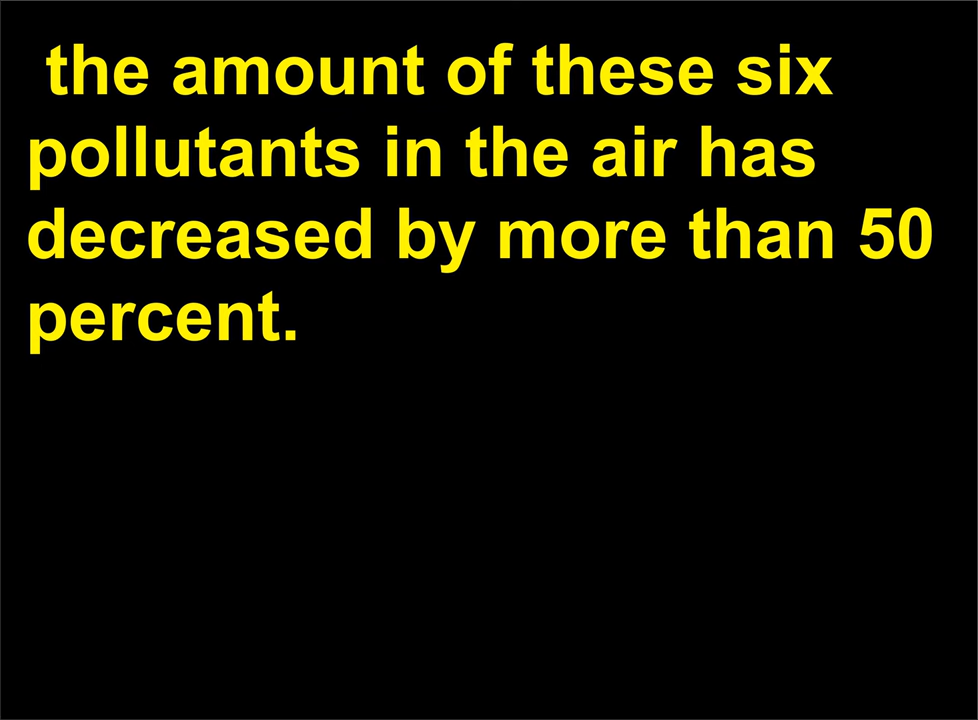 the amount of these six
pollutants in the air has
decreased by more than 50
percent.